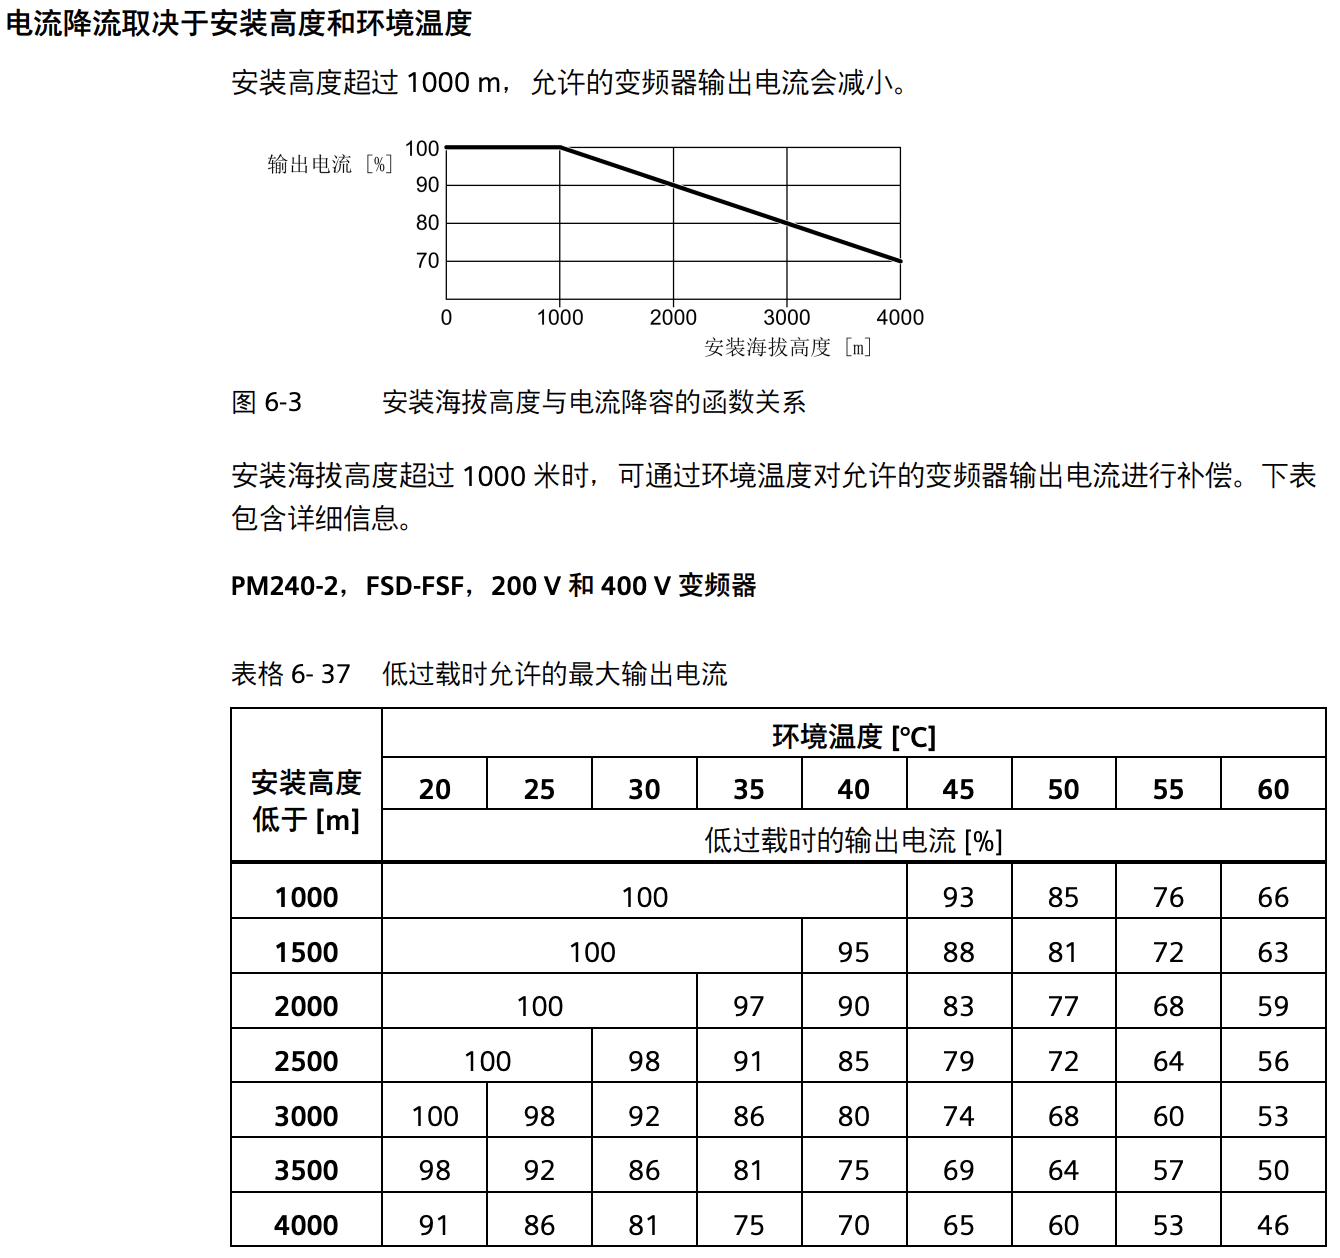 电流降流取决于安装高度和环境温度
安装高度超过 1000 m，允许的变频器输出电流会减小。
输出电流 [%]
100
90
80
70
0 1000 2000 3000 4000
安装海拔高度 [m]
图 6-3 安装海拔高度与电流降容的函数关系
安装海拔高度超过 1000 米时，可通过环境温度对允许的变频器输出电流进行补偿。下表
包含详细信息。
PM240-2，FSD-FSF，200 V 和 400 V 变频器
表格 6- 37 低过载时允许的最大输出电流
安装高度
低于 [m]
环境温度 [°C]
20 25 30 35 40 45 50 55 60
低过载时的输出电流 [%]
1000 100 93 85 76 66
1500 100 95 88 81 72 63
2000 100 97 90 83 77 68 59
2500 100 98 91 85 79 72 64 56
3000 100 98 92 86 80 74 68 60 53
3500 98 92 86 81 75 69 64 57 50
4000 91 86 81 75 70 65 60 53 46